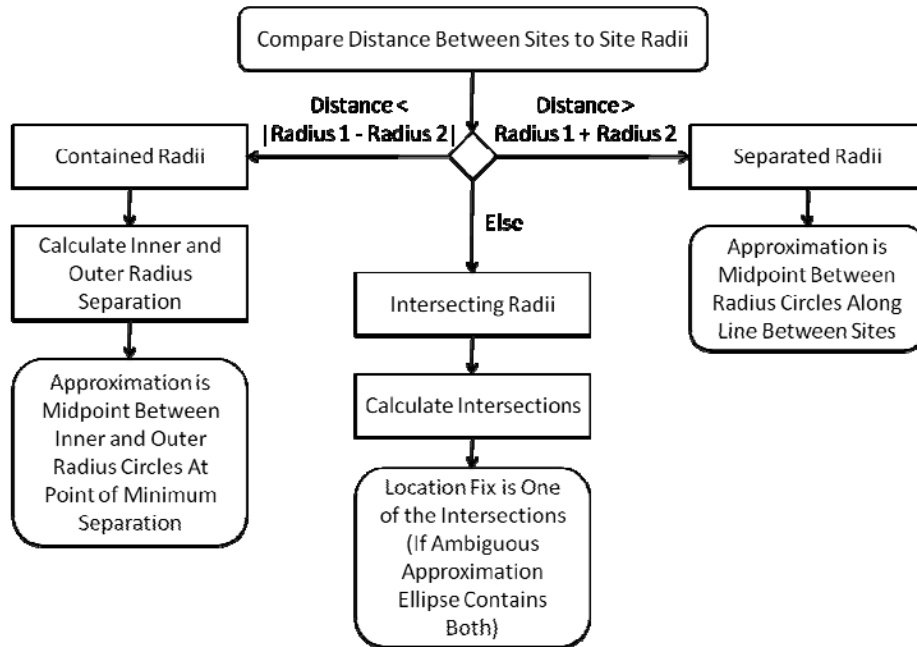 Compare Distance Between Sites to Site Radii
Distance <
|Radius 1 - Radius 2|
Distance >
Radius 1 + Radius 2
Contained Radii
Separated Radii
Else
Calculate Inner and
Outer Radius
Separation
Approximation is
Midpoint Between
Radius Circles Along
Line Between Sites
Intersecting Radii
Approximation is
Midpoint Between
Inner and Outer
Radius Circles At
Point of Minimum
Separation
Calculate Intersections
Location Fix is One
of the Intersections
(If Ambiguous
Approximation
Ellipse Contains
Both)